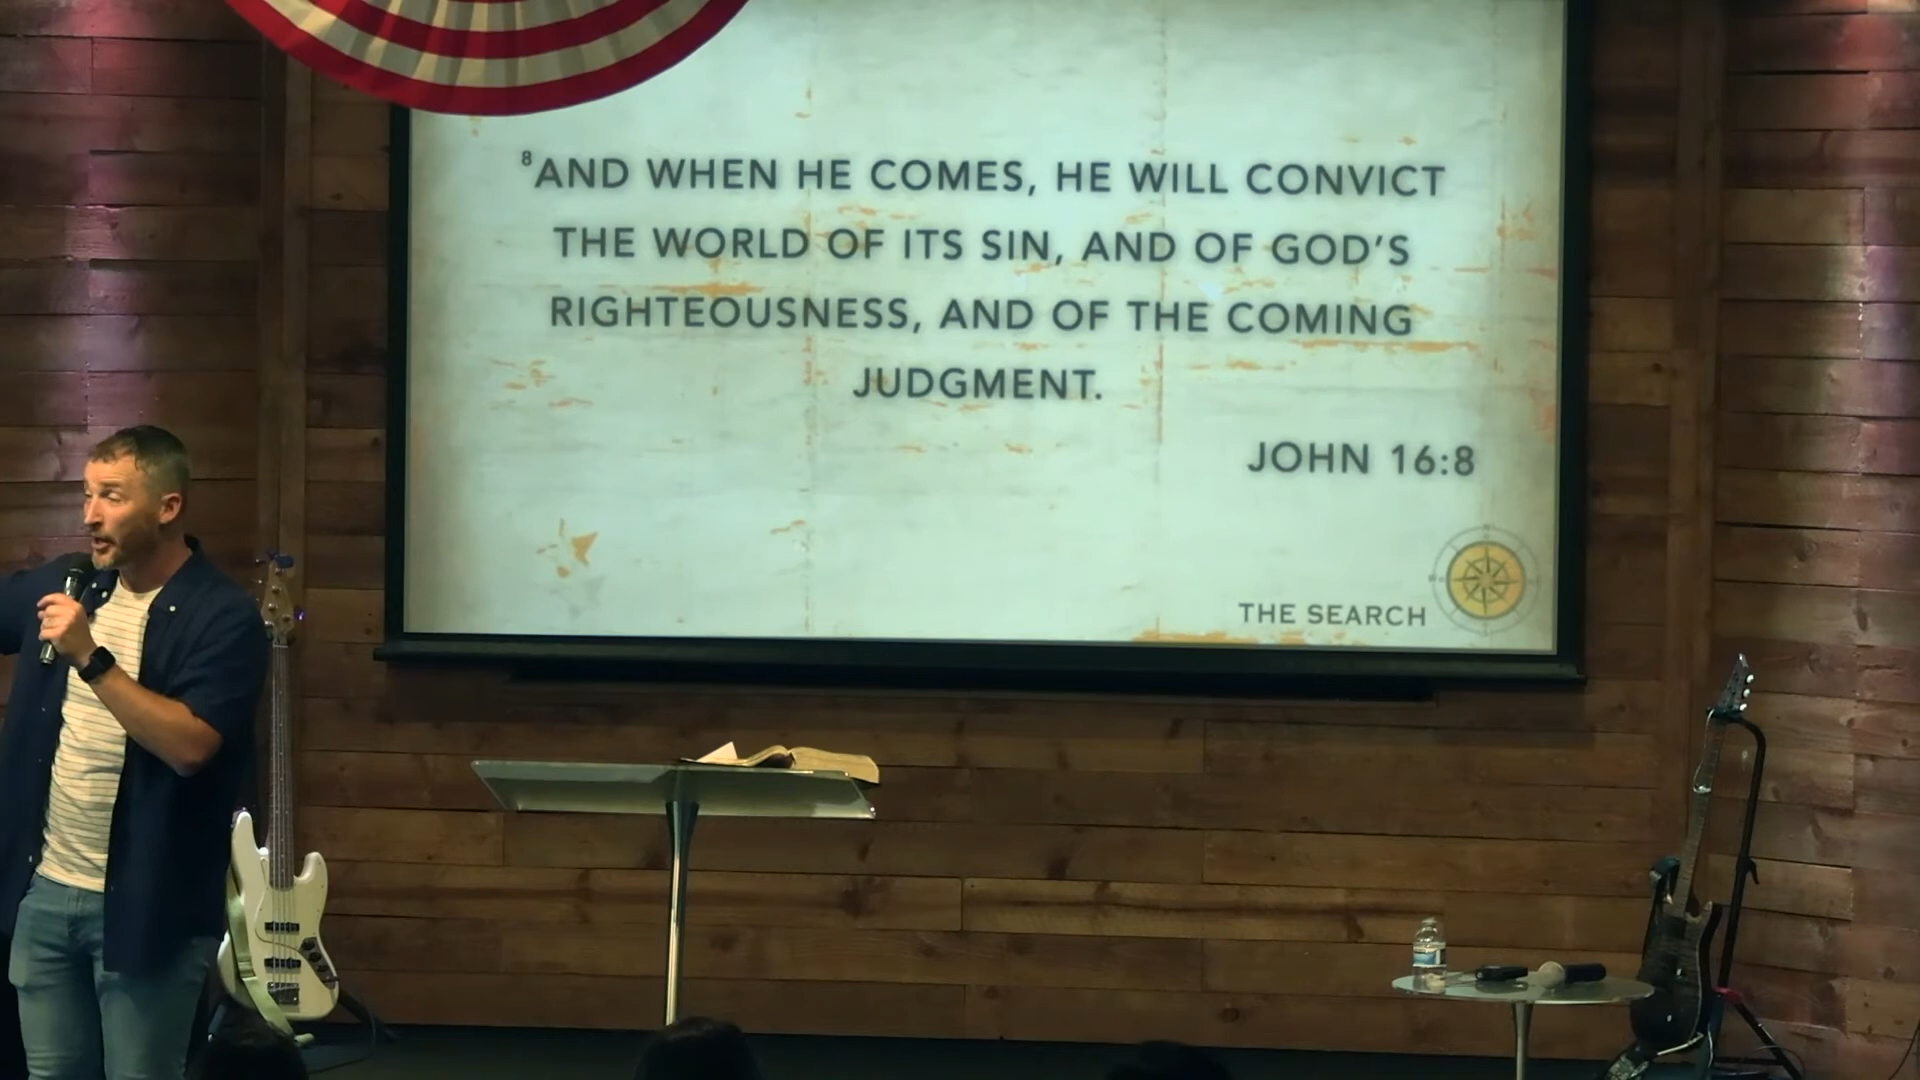 ⁸AND WHEN HE COMES, HE WILL CONVICT
THE WORLD OF ITS SIN, AND OF GOD’S
RIGHTEOUSNESS, AND OF THE COMING
JUDGMENT.
JOHN 16:8
THE SEARCH